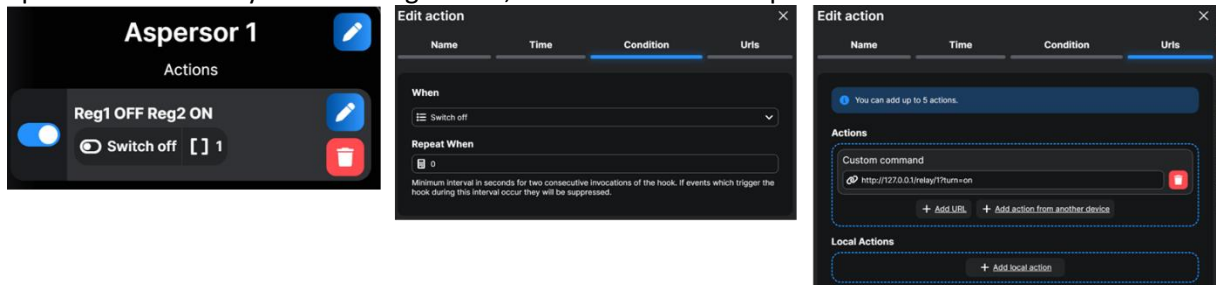 Aspersor 1
Actions
Reg1 OFF Reg2 ON
Switch off [ ] 1
Edit action
Name Time Condition Urls
When
Switch off
Repeat When
0
Minimum interval in seconds for two consecutive invocations of the hook. If events which trigger the
hook during this interval occur they will be suppressed.
Edit action
Name Time Condition Urls
You can add up to 5 actions.
Actions
Custom command
http://127.0.0.1/relay/1?turn=on
+ Add URL + Add action from another device
Local Actions
+ Add local action